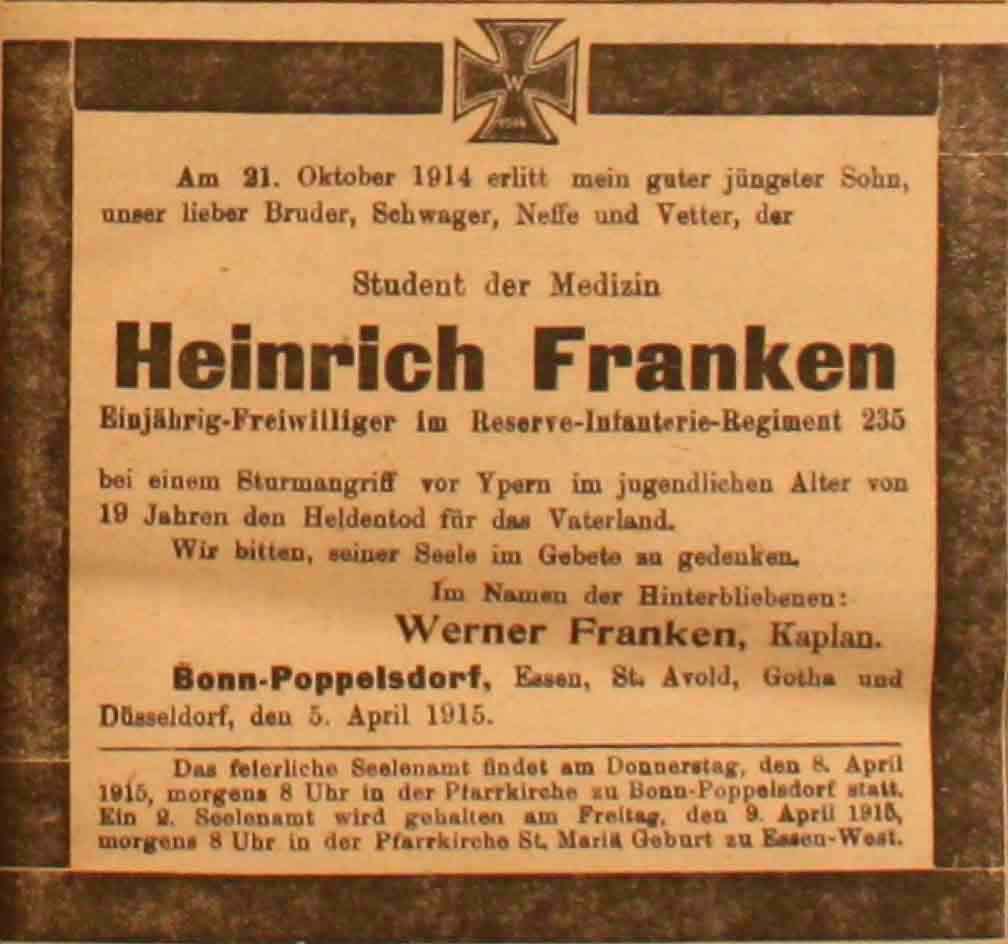 W
Am 21. Oktober 1914 erlitt mein guter jüngster Sohn,
unser lieber Bruder, Schwager, Neffe und Vetter, der
Student der Medizin
Heinrich Franken
Einjährig-Freiwilliger im Reserve-Infanterie-Regiment 235
bei einem Sturmangriff vor Ypern im jugendlichen Alter von
19 Jahren den Heldentod für das Vaterland.
Wir bitten, seiner Seele im Gebete zu gedenken.
Im Namen der Hinterbliebenen:
Werner Franken, Kaplan.
Bonn-Poppelsdorf, Essen, St. Avold, Gotha und
Düsseldorf, den 5. April 1915.
Das feierliche Seelenamt findet am Donnerstag, den 8. April
1915, morgens 8 Uhr in der Pfarrkirche zu Bonn-Poppelsdorf statt.
Ein 2. Seelenamt wird gehalten am Freitag, den 9. April 1915,
morgens 8 Uhr in der Pfarrkirche St. Mariä Geburt zu Essen-West.